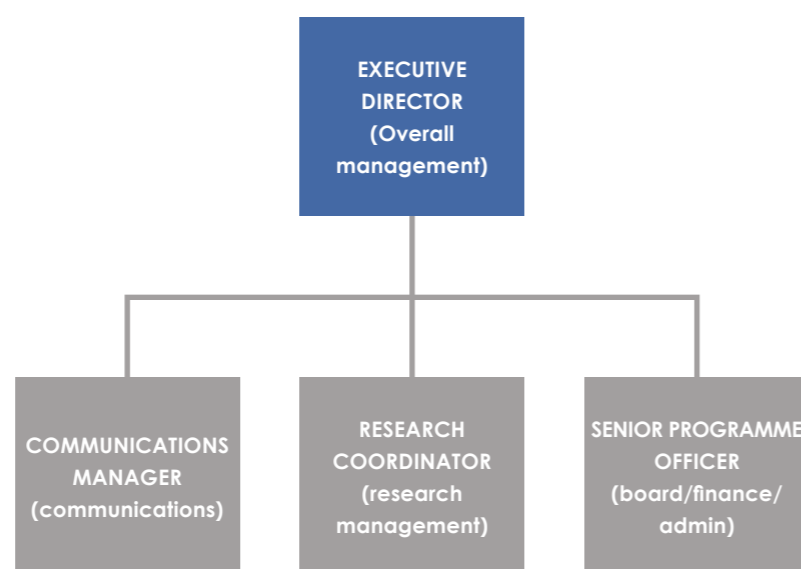 EXECUTIVE
DIRECTOR
(Overall
management)
COMMUNICATIONS
MANAGER
(communications)
RESEARCH
COORDINATOR
(research
management)
SENIOR PROGRAMME
OFFICER
(board/finance/
admin)